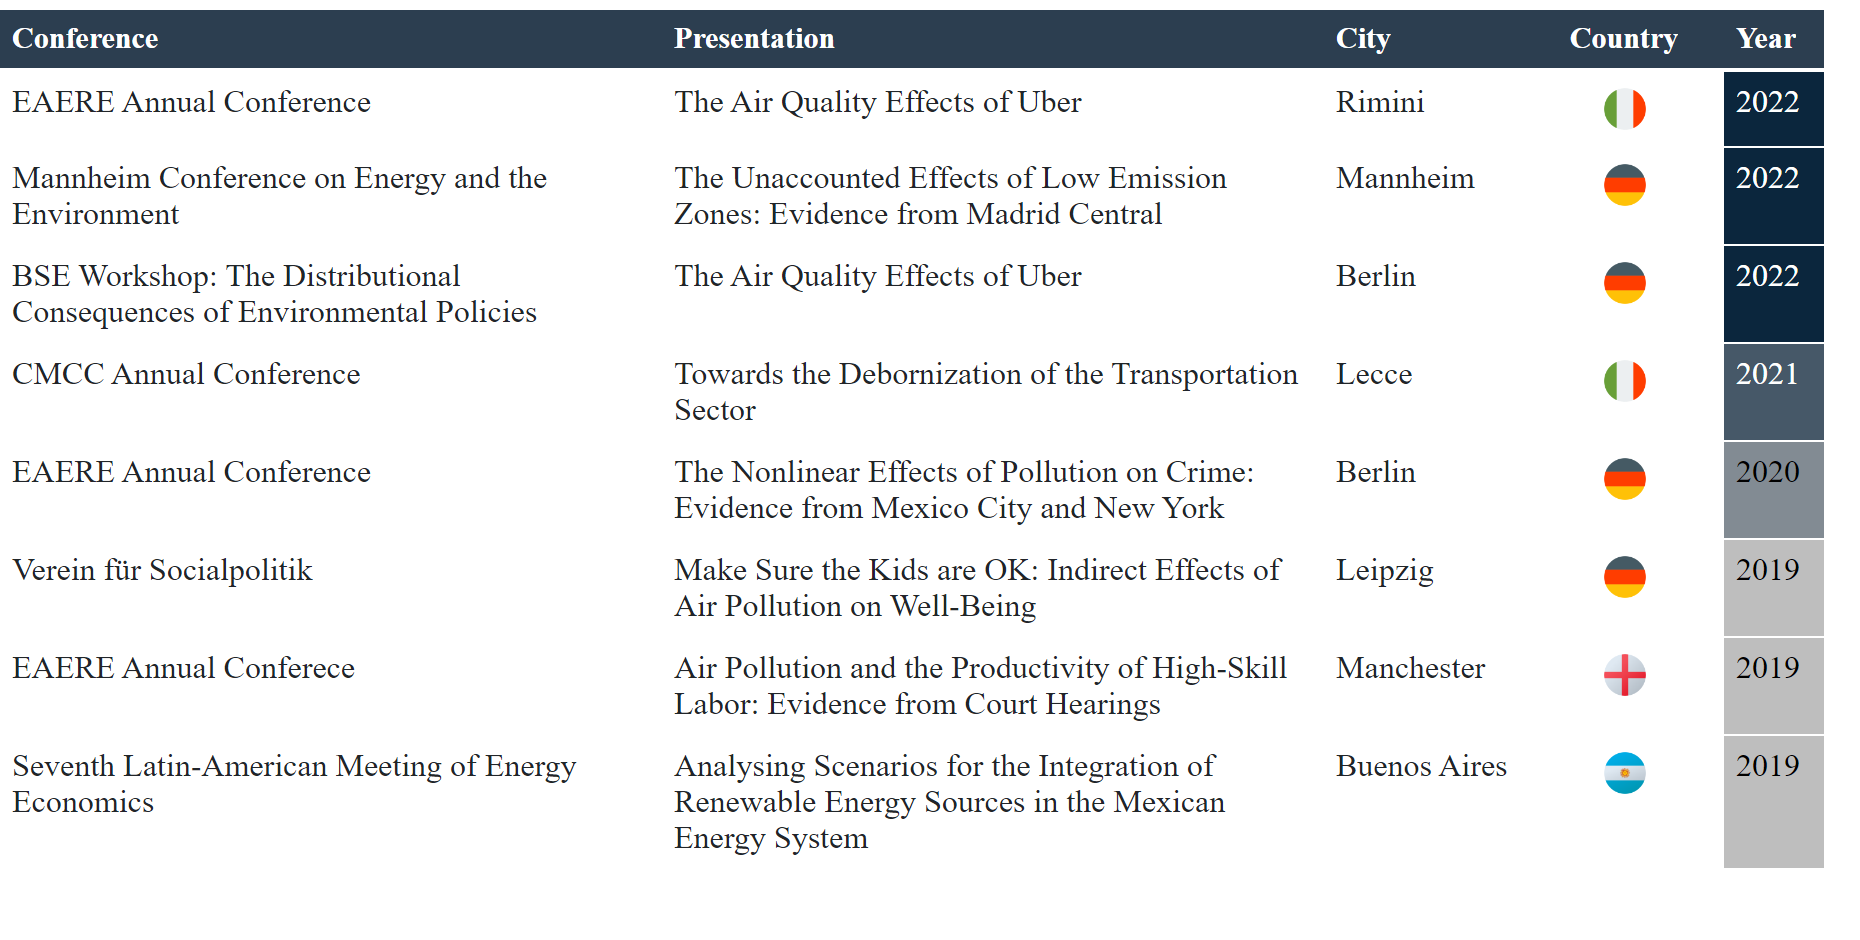 Conference Presentation City Country Year
EAERE Annual Conference The Air Quality Effects of Uber Rimini 2022
Mannheim Conference on Energy and the The Unaccounted Effects of Low Emission Mannheim 2022
Environment Zones: Evidence from Madrid Central
BSE Workshop: The Distributional The Air Quality Effects of Uber Berlin 2022
Consequences of Environmental Policies
CMCC Annual Conference Towards the Debornization of the Transportation Lecce 2021
Sector
EAERE Annual Conference The Nonlinear Effects of Pollution on Crime: Berlin 2020
Evidence from Mexico City and New York
Verein für Socialpolitik Make Sure the Kids are OK: Indirect Effects of Leipzig 2019
Air Pollution on Well-Being
EAERE Annual Conferece Air Pollution and the Productivity of High-Skill Manchester 2019
Labor: Evidence from Court Hearings
Seventh Latin-American Meeting of Energy Analysing Scenarios for the Integration of Buenos Aires 2019
Economics Renewable Energy Sources in the Mexican
Energy System